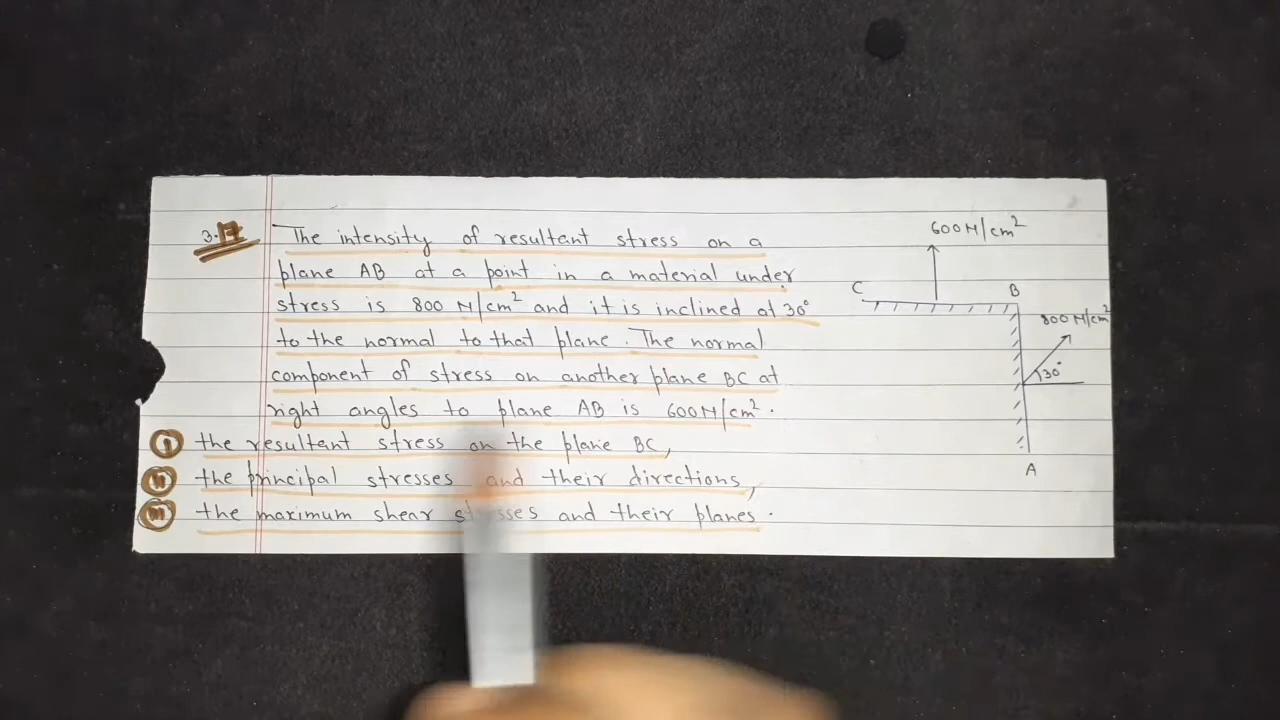 3.17 The intensity of resultant stress on a
plane AB at a point in a material under
stress is 800 N/cm² and it is inclined at 30°
to the normal to that plane. The normal
component of stress on another plane BC at
right angles to plane AB is 600 N/cm².
(i) the resultant stress on the plane BC,
(ii) the principal stresses and their directions,
(iii) the maximum shear stresses and their planes.
600 N/cm²
C
B
800 N/cm²
30°
A